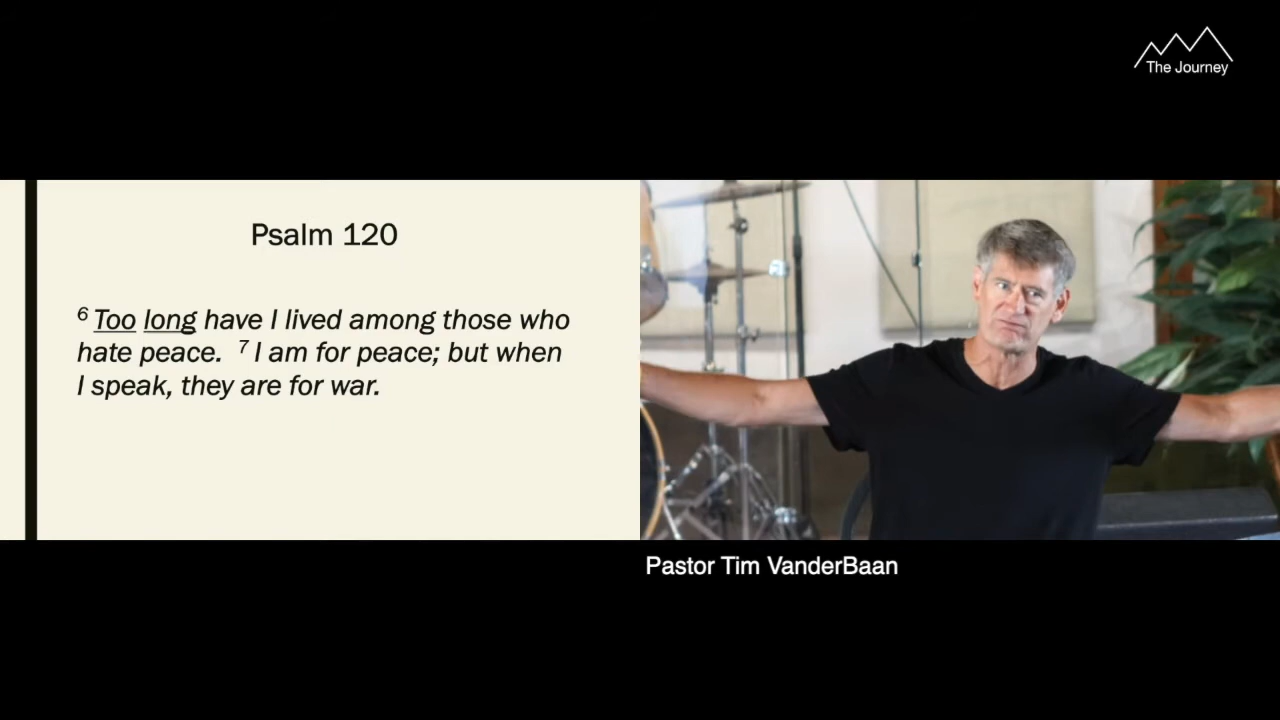 The Journey
Psalm 120
6 Too long have I lived among those who
hate peace. 7 I am for peace; but when
I speak, they are for war.
Pastor Tim VanderBaan